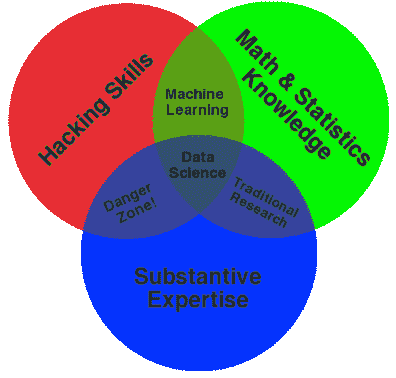 Hacking Skills
Math & Statistics
Knowledge
Machine
Learning
Data
Science
Danger
Zone!
Traditional
Research
Substantive
Expertise